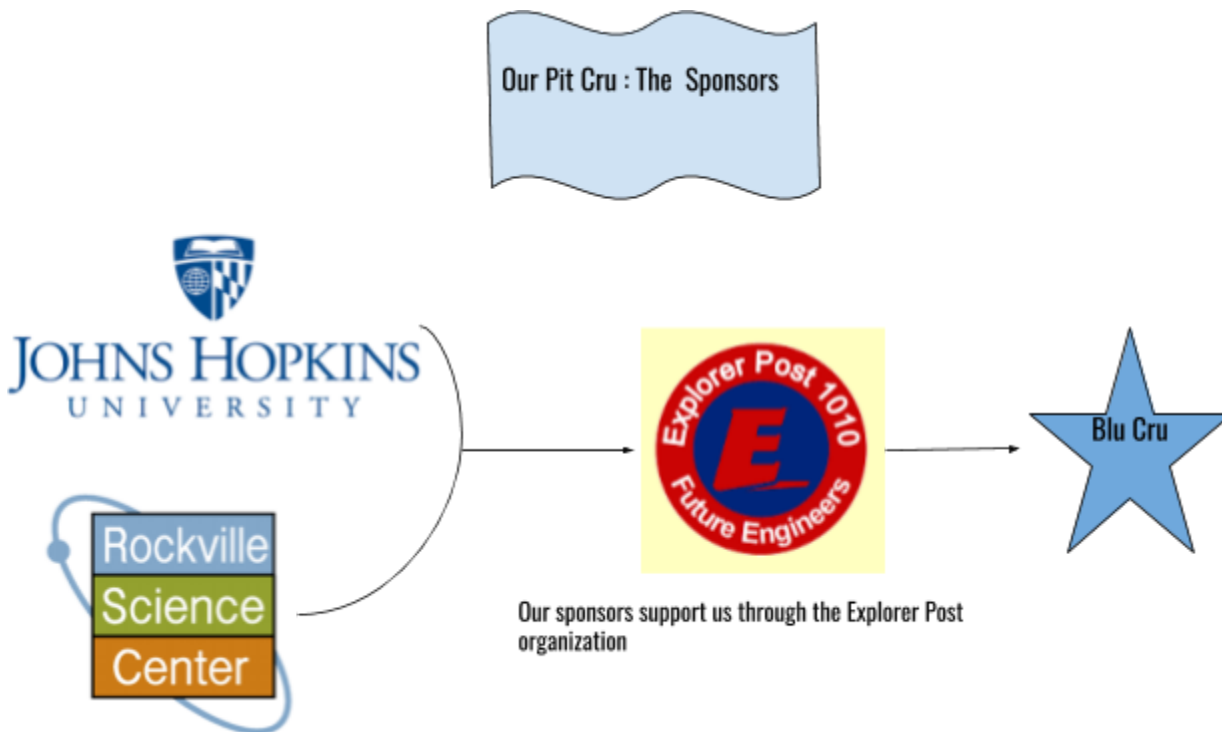 Our Pit Cru : The  Sponsors
JOHNS HOPKINS
UNIVERSITY
Rockville
Science
Center
Explorer Post 1010
E
Future Engineers
Our sponsors support us through the Explorer Post
organization
Blu Cru